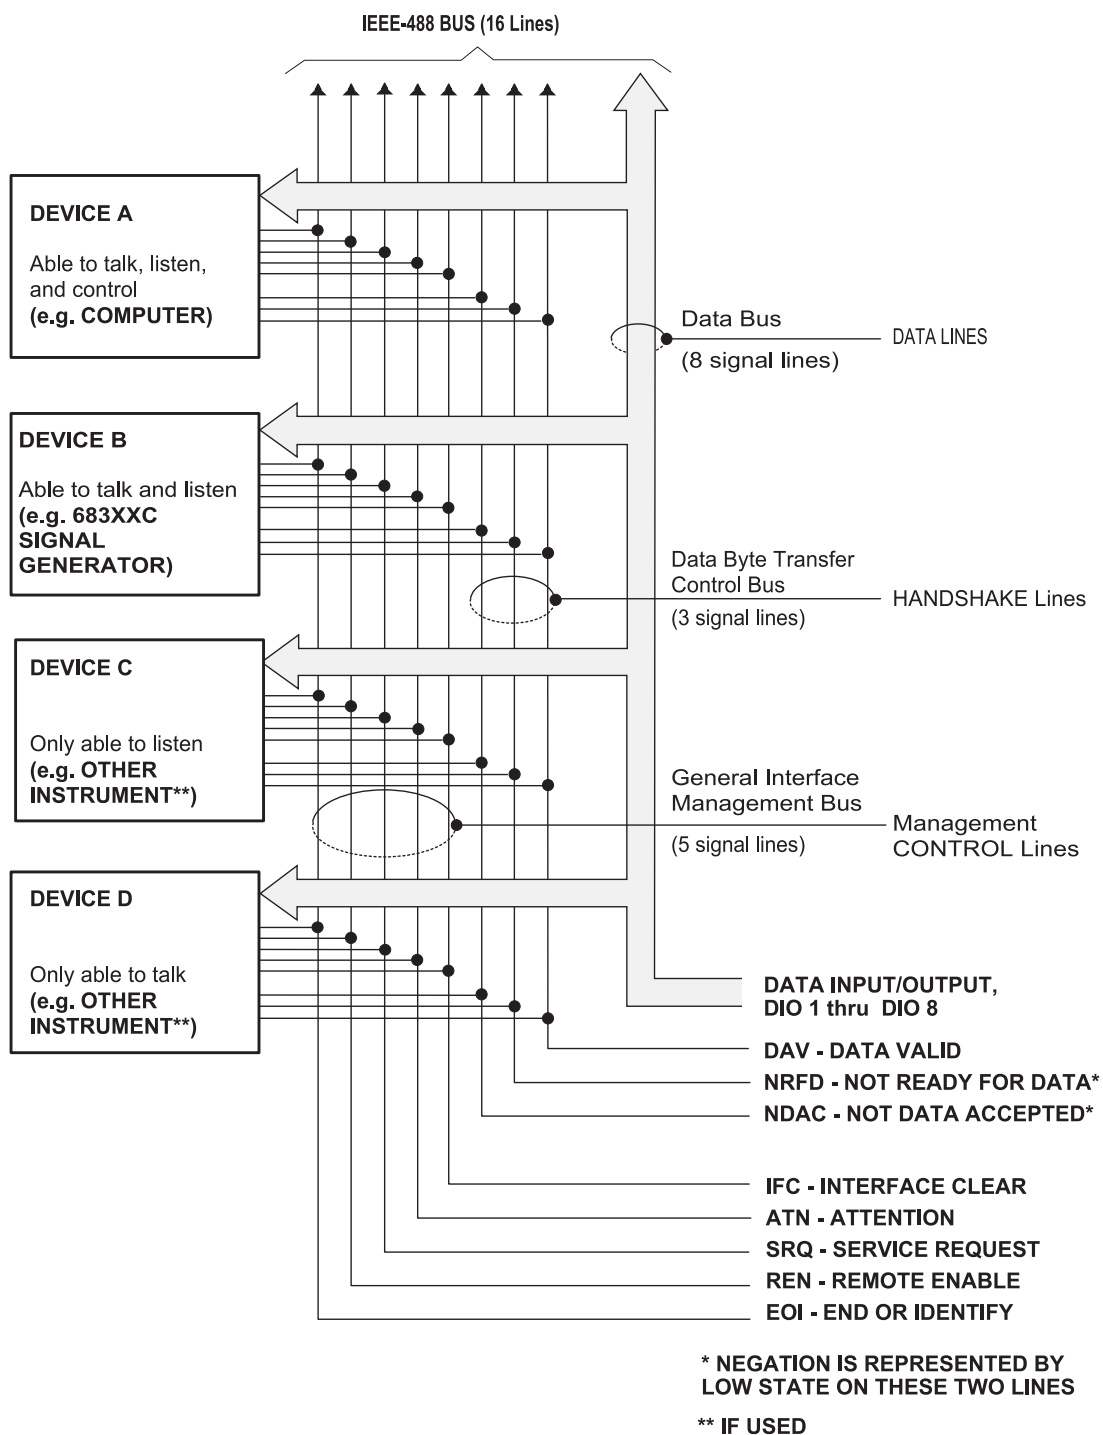 IEEE-488 BUS (16 Lines)
DEVICE A
Able to talk, listen,
and control
(e.g. COMPUTER)
Data Bus
(8 signal lines)
DATA LINES
DEVICE B
Able to talk and listen
(e.g. 683XXC
SIGNAL
GENERATOR)
Data Byte Transfer
Control Bus
(3 signal lines)
HANDSHAKE Lines
DEVICE C
Only able to listen
(e.g. OTHER
INSTRUMENT**)
General Interface
Management Bus
(5 signal lines)
Management
CONTROL Lines
DEVICE D
Only able to talk
(e.g. OTHER
INSTRUMENT**)
DATA INPUT/OUTPUT,
DIO 1 thru DIO 8
DAV - DATA VALID
NRFD - NOT READY FOR DATA*
NDAC - NOT DATA ACCEPTED*
IFC - INTERFACE CLEAR
ATN - ATTENTION
SRQ - SERVICE REQUEST
REN - REMOTE ENABLE
EOI - END OR IDENTIFY
* NEGATION IS REPRESENTED BY
LOW STATE ON THESE TWO LINES
** IF USED